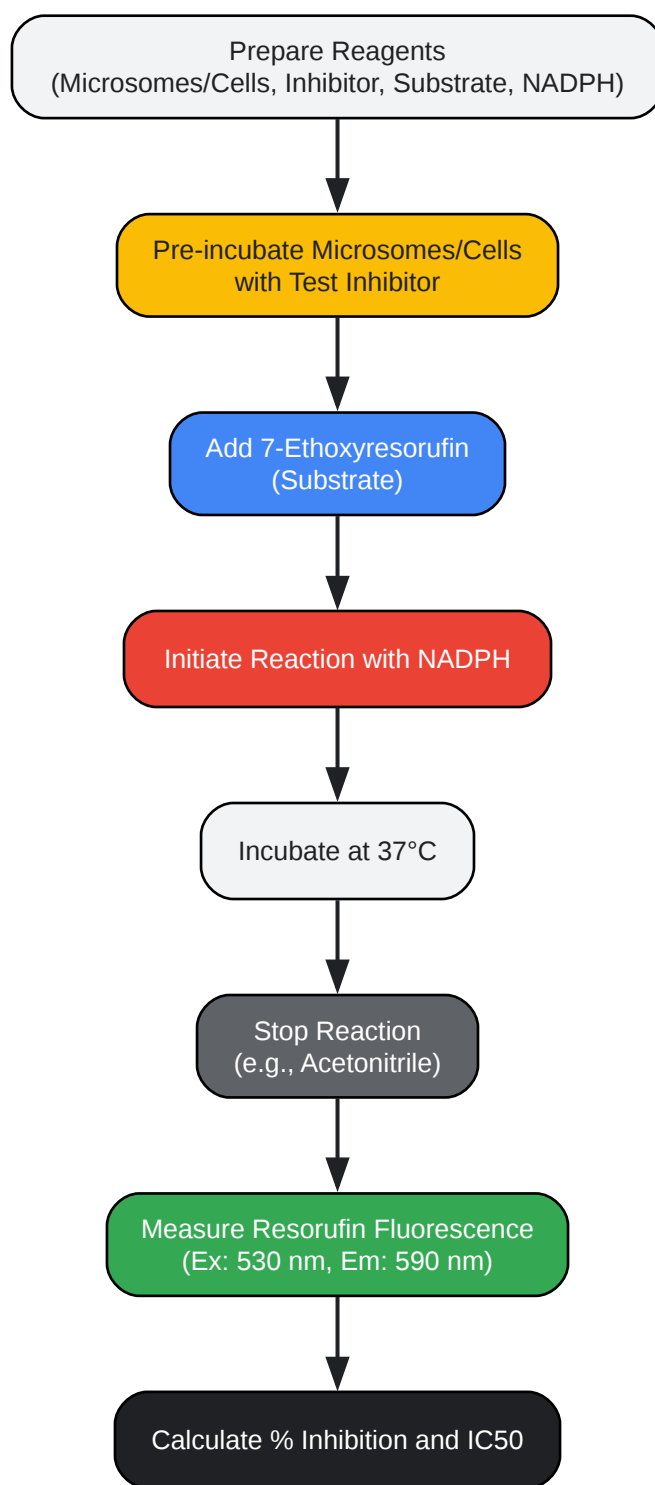 Prepare Reagents
(Microsomes/Cells, Inhibitor, Substrate, NADPH)
Pre-incubate Microsomes/Cells
with Test Inhibitor
Add 7-Ethoxyresorufin
(Substrate)
Initiate Reaction with NADPH
Incubate at 37°C
Stop Reaction
(e.g., Acetonitrile)
Measure Resorufin Fluorescence
(Ex: 530 nm, Em: 590 nm)
Calculate % Inhibition and IC50